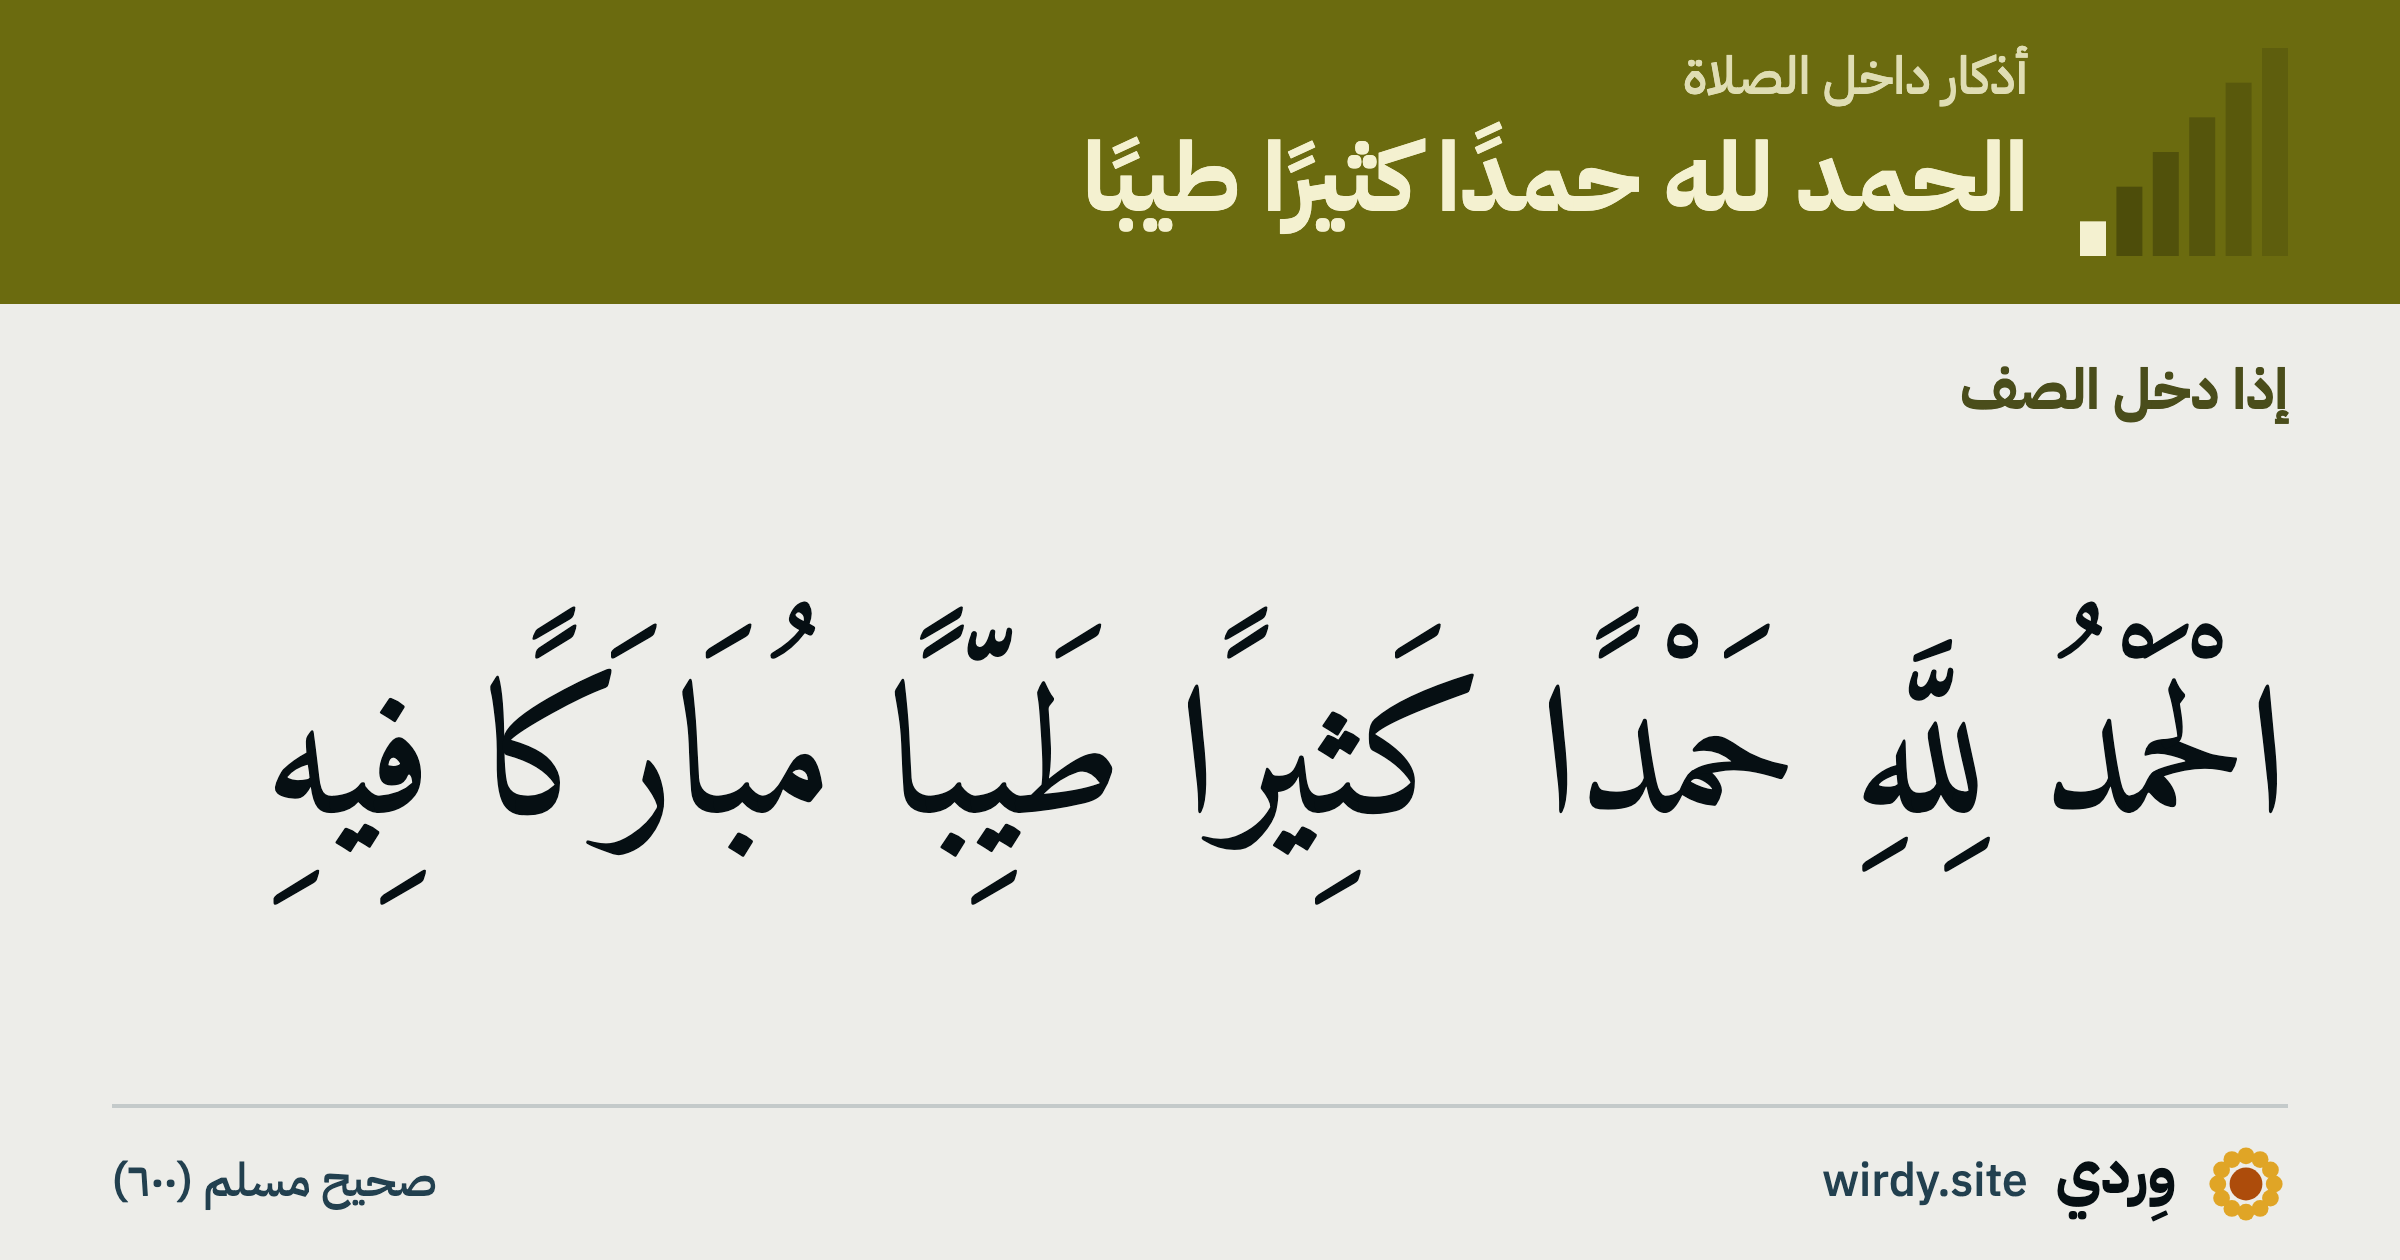 أذكار داخل الصلاة
الحمد لله حمدًا كثيرًا طيبًا
إذا دخل الصف
الْحَمْدُ لِلَّهِ حَمْدًا كَثِيرًا طَيِّبًا مُبَارَكًا فِيهِ
وِردي wirdy.site
صحيح مسلم (٦٠٠)